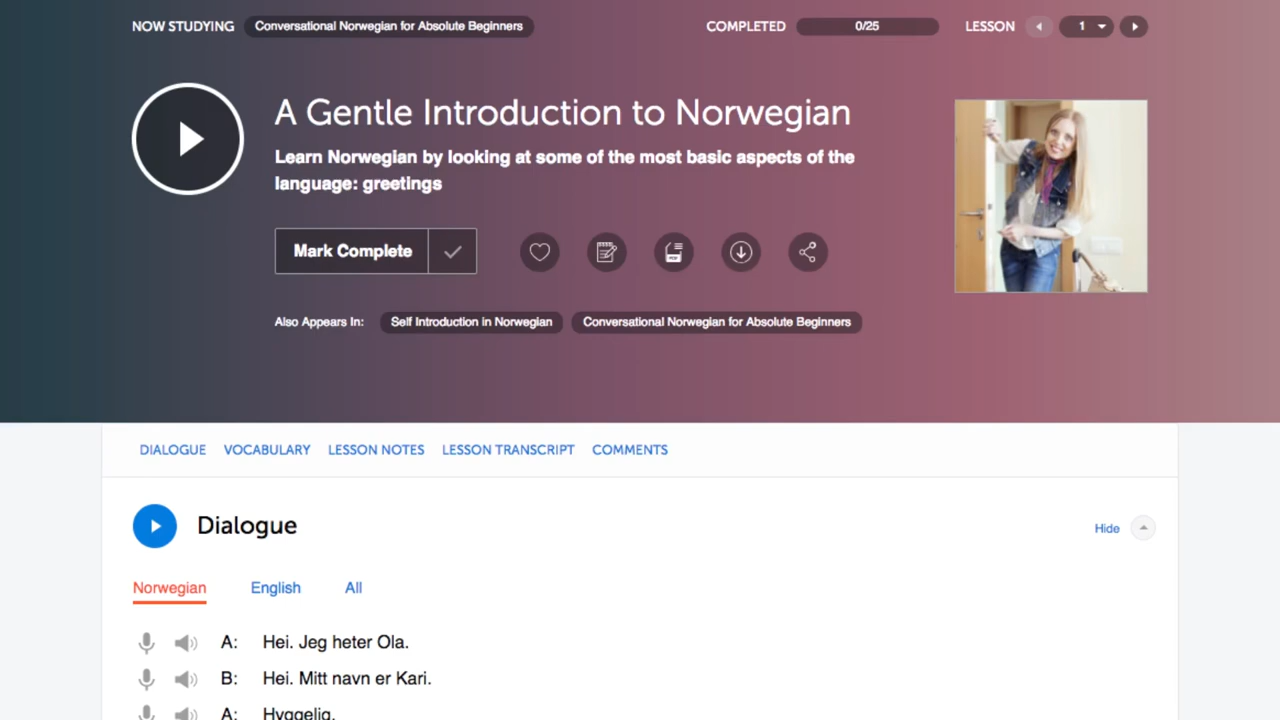 NOW STUDYING Conversational Norwegian for Absolute Beginners COMPLETED 0/25 LESSON 1
A Gentle Introduction to Norwegian
Learn Norwegian by looking at some of the most basic aspects of the
language: greetings
Mark Complete
Also Appears In: Self Introduction in Norwegian Conversational Norwegian for Absolute Beginners
DIALOGUE VOCABULARY LESSON NOTES LESSON TRANSCRIPT COMMENTS
Dialogue Hide
Norwegian English All
A: Hei. Jeg heter Ola.
B: Hei. Mitt navn er Kari.
A: Hyggelig.